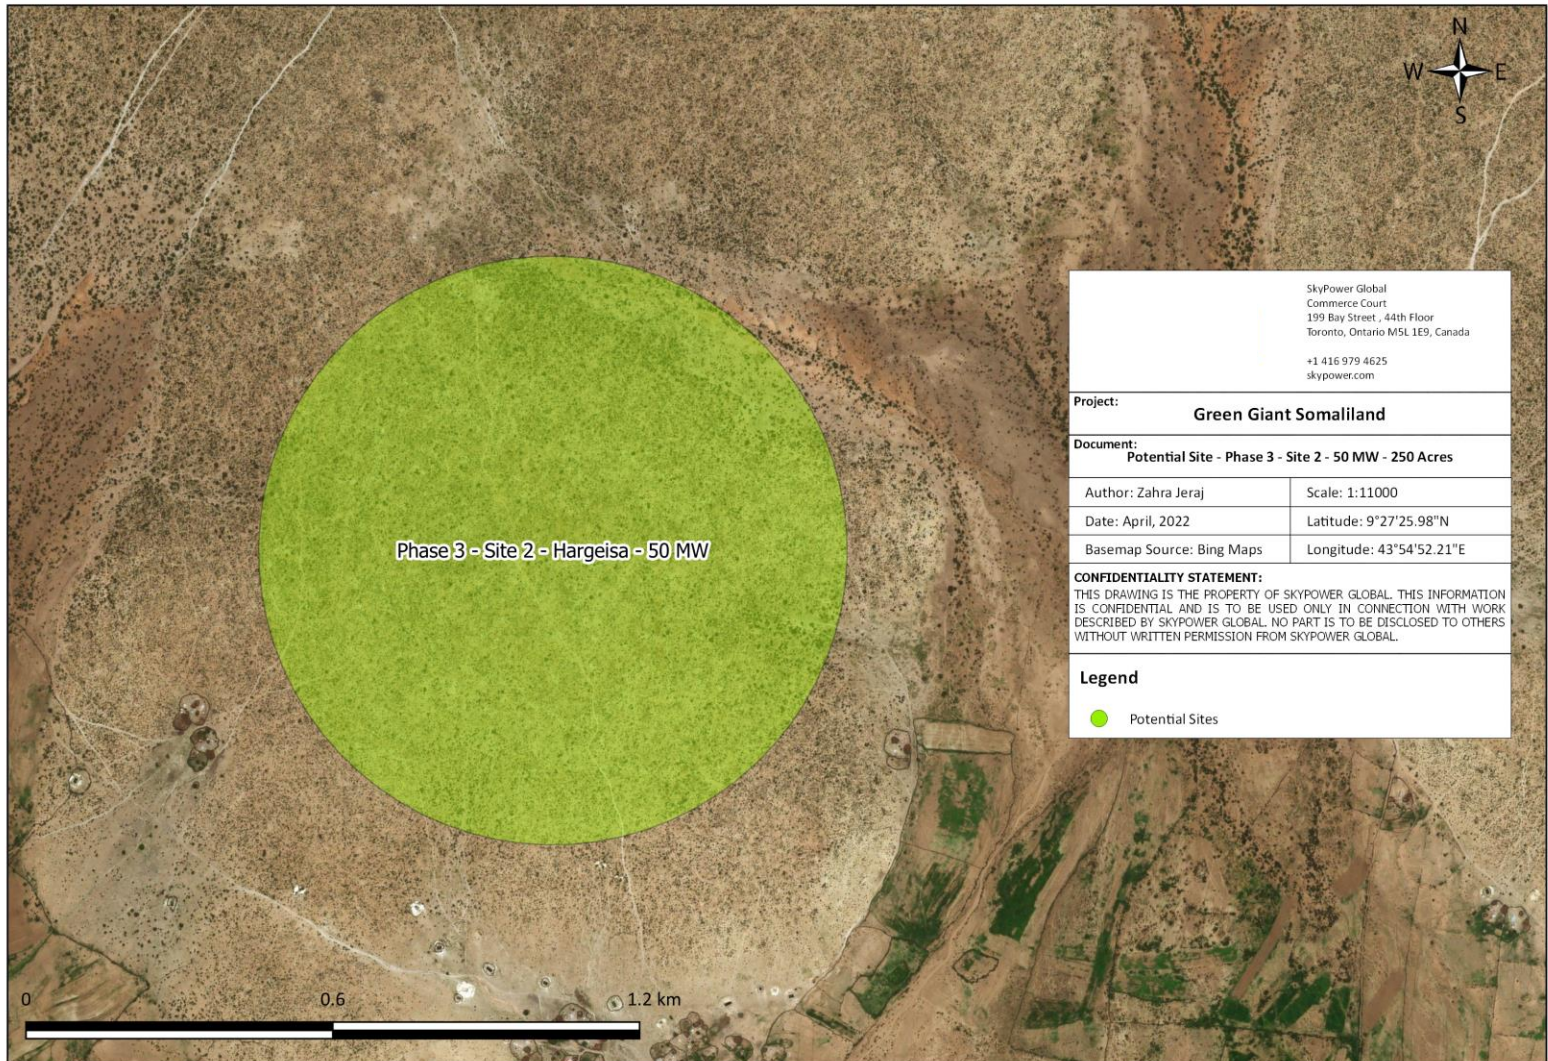 N
W E
S
SkyPower Global
Commerce Court
199 Bay Street , 44th Floor
Toronto, Ontario M5L 1E9, Canada
+1 416 979 4625
skypower.com
Project:
Green Giant Somaliland
Document:
Potential Site - Phase 3 - Site 2 - 50 MW - 250 Acres
Author: Zahra Jeraj
Scale: 1:11000
Date: April, 2022
Latitude: 9°27'25.98"N
Basemap Source: Bing Maps
Longitude: 43°54'52.21"E
CONFIDENTIALITY STATEMENT:
THIS DRAWING IS THE PROPERTY OF SKYPOWER GLOBAL. THIS INFORMATION
IS CONFIDENTIAL AND IS TO BE USED ONLY IN CONNECTION WITH WORK
DESCRIBED BY SKYPOWER GLOBAL. NO PART IS TO BE DISCLOSED TO OTHERS
WITHOUT WRITTEN PERMISSION FROM SKYPOWER GLOBAL.
Legend
Potential Sites
Phase 3 - Site 2 - Hargeisa - 50 MW
0 0.6 1.2 km